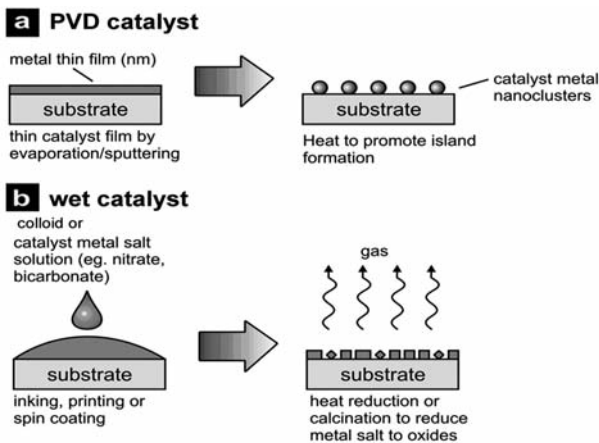 a PVD catalyst
metal thin film (nm)
substrate
thin catalyst film by
evaporation/sputtering
catalyst metal
nanoclusters
substrate
Heat to promote island
formation
b wet catalyst
colloid or
catalyst metal salt
solution (eg. nitrate,
bicarbonate)
substrate
inking, printing or
spin coating
gas
substrate
heat reduction or
calcination to reduce
metal salt to oxides